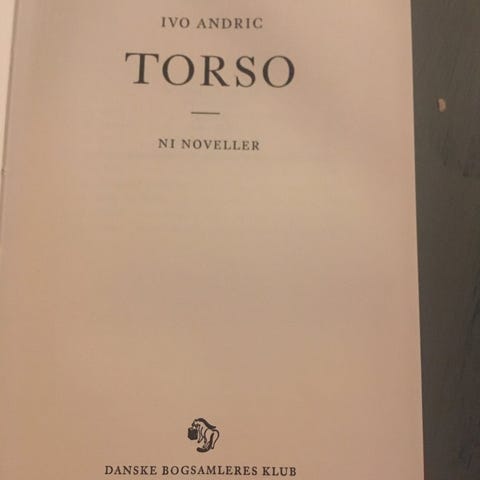 IVO ANDRIC
TORSO
NI NOVELLER
DANSKE BOGSAMLERES KLUB